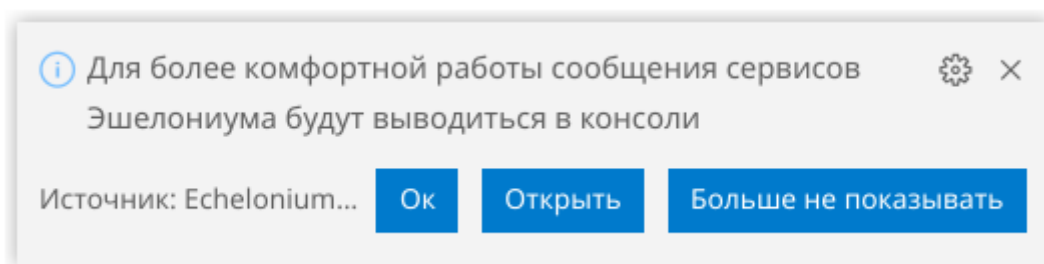 Для более комфортной работы сообщения сервисов
Эшелониума будут выводиться в консоли
Источник: Echelonium... Ок Открыть Больше не показывать